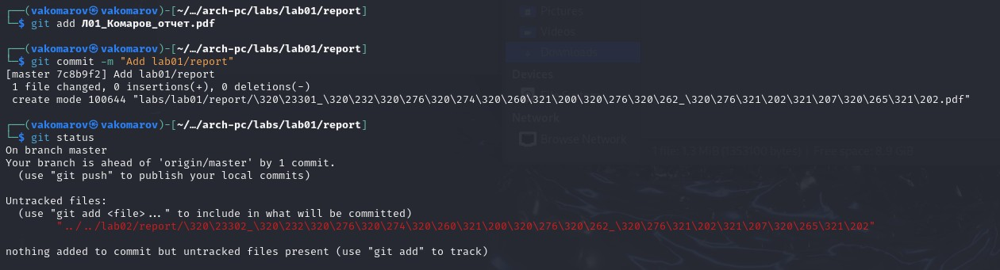 ┌──(vakomarov㉿vakomarov)-[~/…/arch-pc/labs/lab01/report]
└─$ git add Л01_Комаров_отчет.pdf
┌──(vakomarov㉿vakomarov)-[~/…/arch-pc/labs/lab01/report]
└─$ git commit -m "Add lab01/report"
[master 7c8b9f2] Add lab01/report
1 file changed, 0 insertions(+), 0 deletions(-)
create mode 100644 "labs/lab01/report/\320\23301_\320\232\320\276\320\274\320\260\321\200\320\276\320\262_\320\276\321\202\321\207\320\265\321\202.pdf"
┌──(vakomarov㉿vakomarov)-[~/…/arch-pc/labs/lab01/report]
└─$ git status
On branch master
Your branch is ahead of 'origin/master' by 1 commit.
(use "git push" to publish your local commits)
Untracked files:
(use "git add <file>..." to include in what will be committed)
"../../lab02/report/\320\23302_\320\232\320\276\320\274\320\260\321\200\320\276\320\262_\320\276\321\202\321\207\320\265\321\202"
nothing added to commit but untracked files present (use "git add" to track)
Pictures
Videos
Downloads
Devices
Network
Browse Network